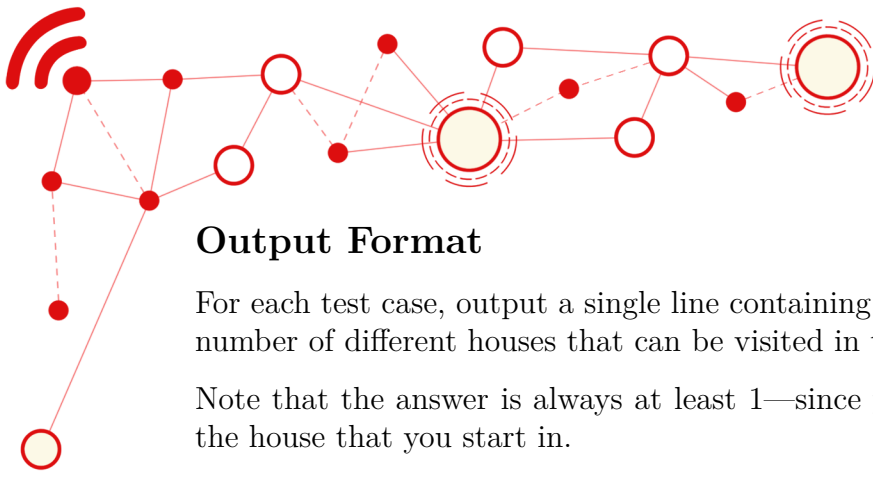 Output Format
For each test case, output a single line containing
number of different houses that can be visited in
Note that the answer is always at least 1—since
the house that you start in.